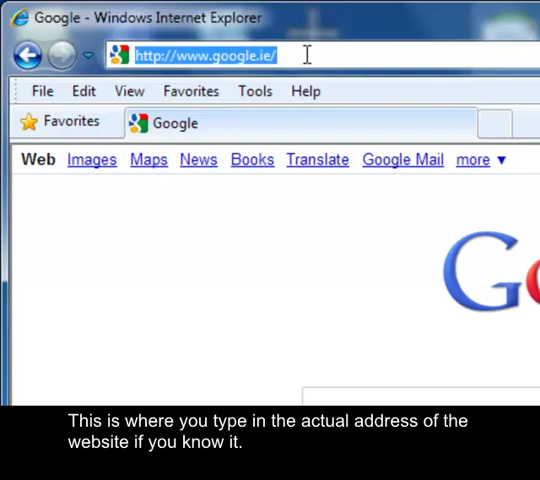 Google - Windows Internet Explorer
http://www.google.ie/
File Edit View Favorites Tools Help
Favorites Google
Web Images Maps News Books Translate Google Mail more ▼
Go
This is where you type in the actual address of the
website if you know it.